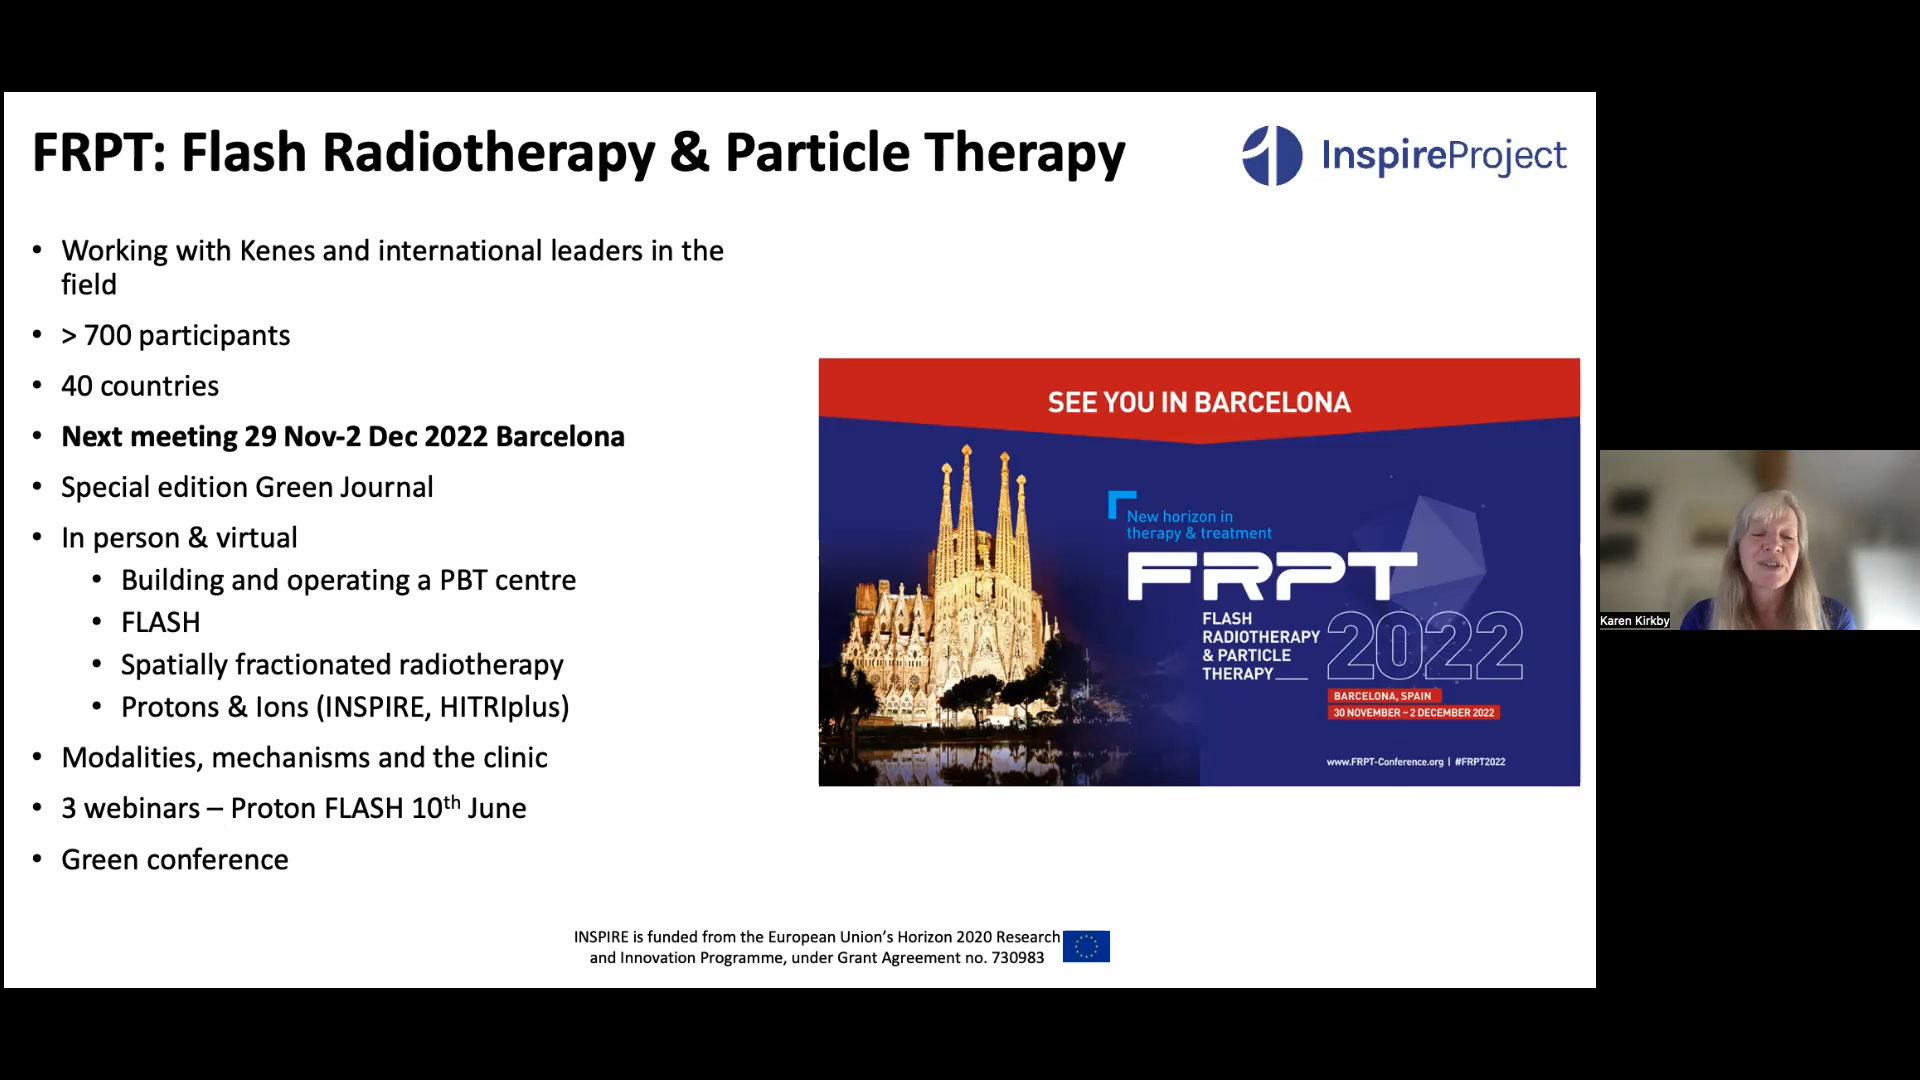 FRPT: Flash Radiotherapy & Particle Therapy
InspireProject
• Working with Kenes and international leaders in the
field
• > 700 participants
• 40 countries
• Next meeting 29 Nov-2 Dec 2022 Barcelona
• Special edition Green Journal
• In person & virtual
• Building and operating a PBT centre
• FLASH
• Spatially fractionated radiotherapy
• Protons & Ions (INSPIRE, HITRIplus)
• Modalities, mechanisms and the clinic
• 3 webinars – Proton FLASH 10th June
• Green conference
SEE YOU IN BARCELONA
New horizon in
therapy & treatment
FRPT
FLASH
RADIOTHERAPY
& PARTICLE
THERAPY
2022
BARCELONA, SPAIN
30 NOVEMBER – 2 DECEMBER 2022
www.FRPT-Conference.org | #FRPT2022
INSPIRE is funded from the European Union’s Horizon 2020 Research
and Innovation Programme, under Grant Agreement no. 730983
Karen Kirkby